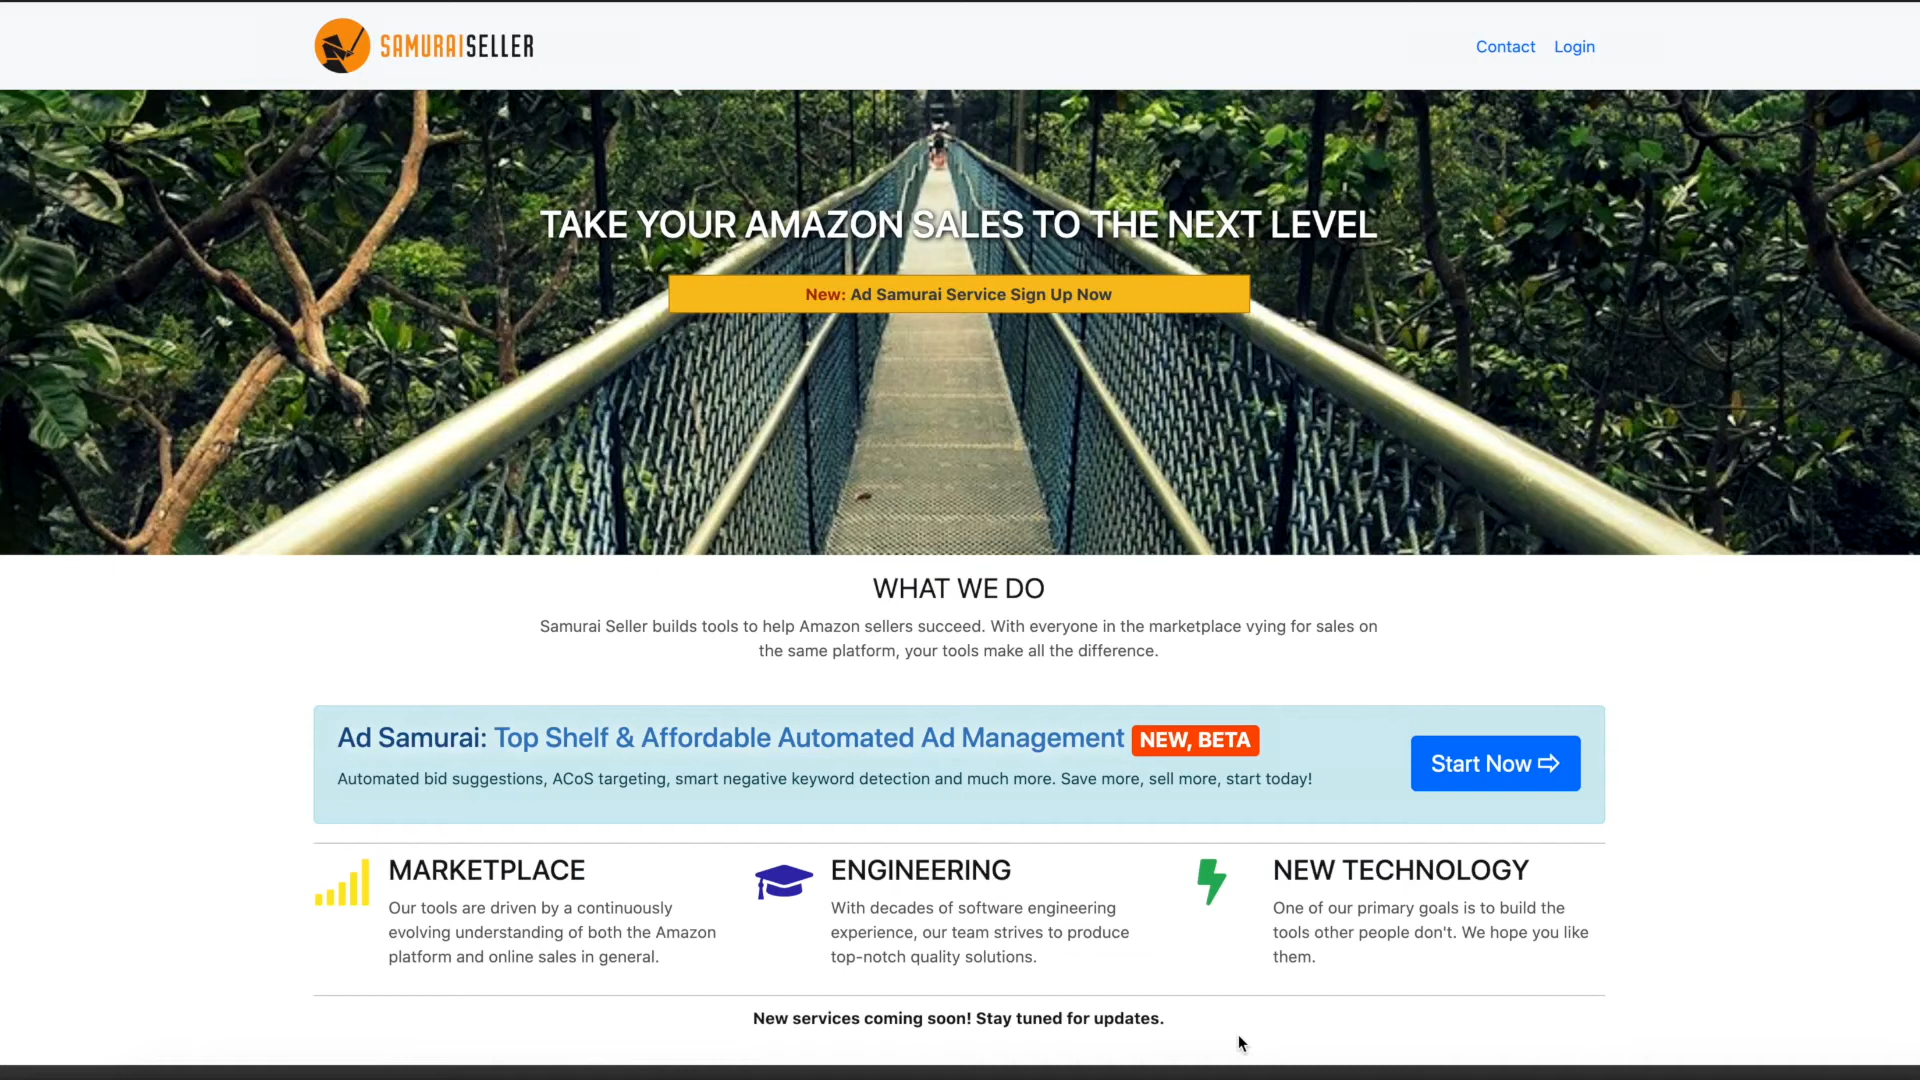 SAMURAISELLER
Contact Login
TAKE YOUR AMAZON SALES TO THE NEXT LEVEL
New: Ad Samurai Service Sign Up Now
WHAT WE DO
Samurai Seller builds tools to help Amazon sellers succeed. With everyone in the marketplace vying for sales on
the same platform, your tools make all the difference.
Ad Samurai: Top Shelf & Affordable Automated Ad Management NEW, BETA
Automated bid suggestions, ACoS targeting, smart negative keyword detection and much more. Save more, sell more, start today!
Start Now ⇨
MARKETPLACE
Our tools are driven by a continuously
evolving understanding of both the Amazon
platform and online sales in general.
ENGINEERING
With decades of software engineering
experience, our team strives to produce
top-notch quality solutions.
NEW TECHNOLOGY
One of our primary goals is to build the
tools other people don't. We hope you like
them.
New services coming soon! Stay tuned for updates.